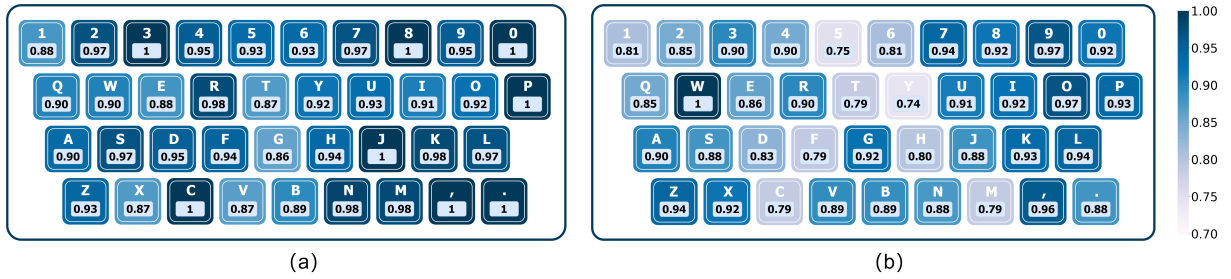 1 2 3 4 5 6 7 8 9 0
0.88 0.97 1 0.95 0.93 0.93 0.97 1 0.95 1
Q W E R T Y U I O P
0.90 0.90 0.88 0.98 0.87 0.92 0.93 0.91 0.92 1
A S D F G H J K L
0.90 0.97 0.95 0.94 0.86 0.94 1 0.98 0.97
Z X C V B N M , .
0.93 0.87 1 0.87 0.89 0.98 0.98 1 1
(a)
1 2 3 4 5 6 7 8 9 0
0.81 0.85 0.90 0.90 0.75 0.81 0.94 0.92 0.97 0.92
Q W E R T Y U I O P
0.85 1 0.86 0.90 0.79 0.74 0.91 0.92 0.97 0.93
A S D F G H J K L
0.90 0.88 0.83 0.79 0.92 0.80 0.88 0.93 0.94
Z X C V B N M , .
0.94 0.92 0.79 0.89 0.89 0.88 0.79 0.96 0.88
(b)
1.00
0.95
0.90
0.85
0.80
0.75
0.70